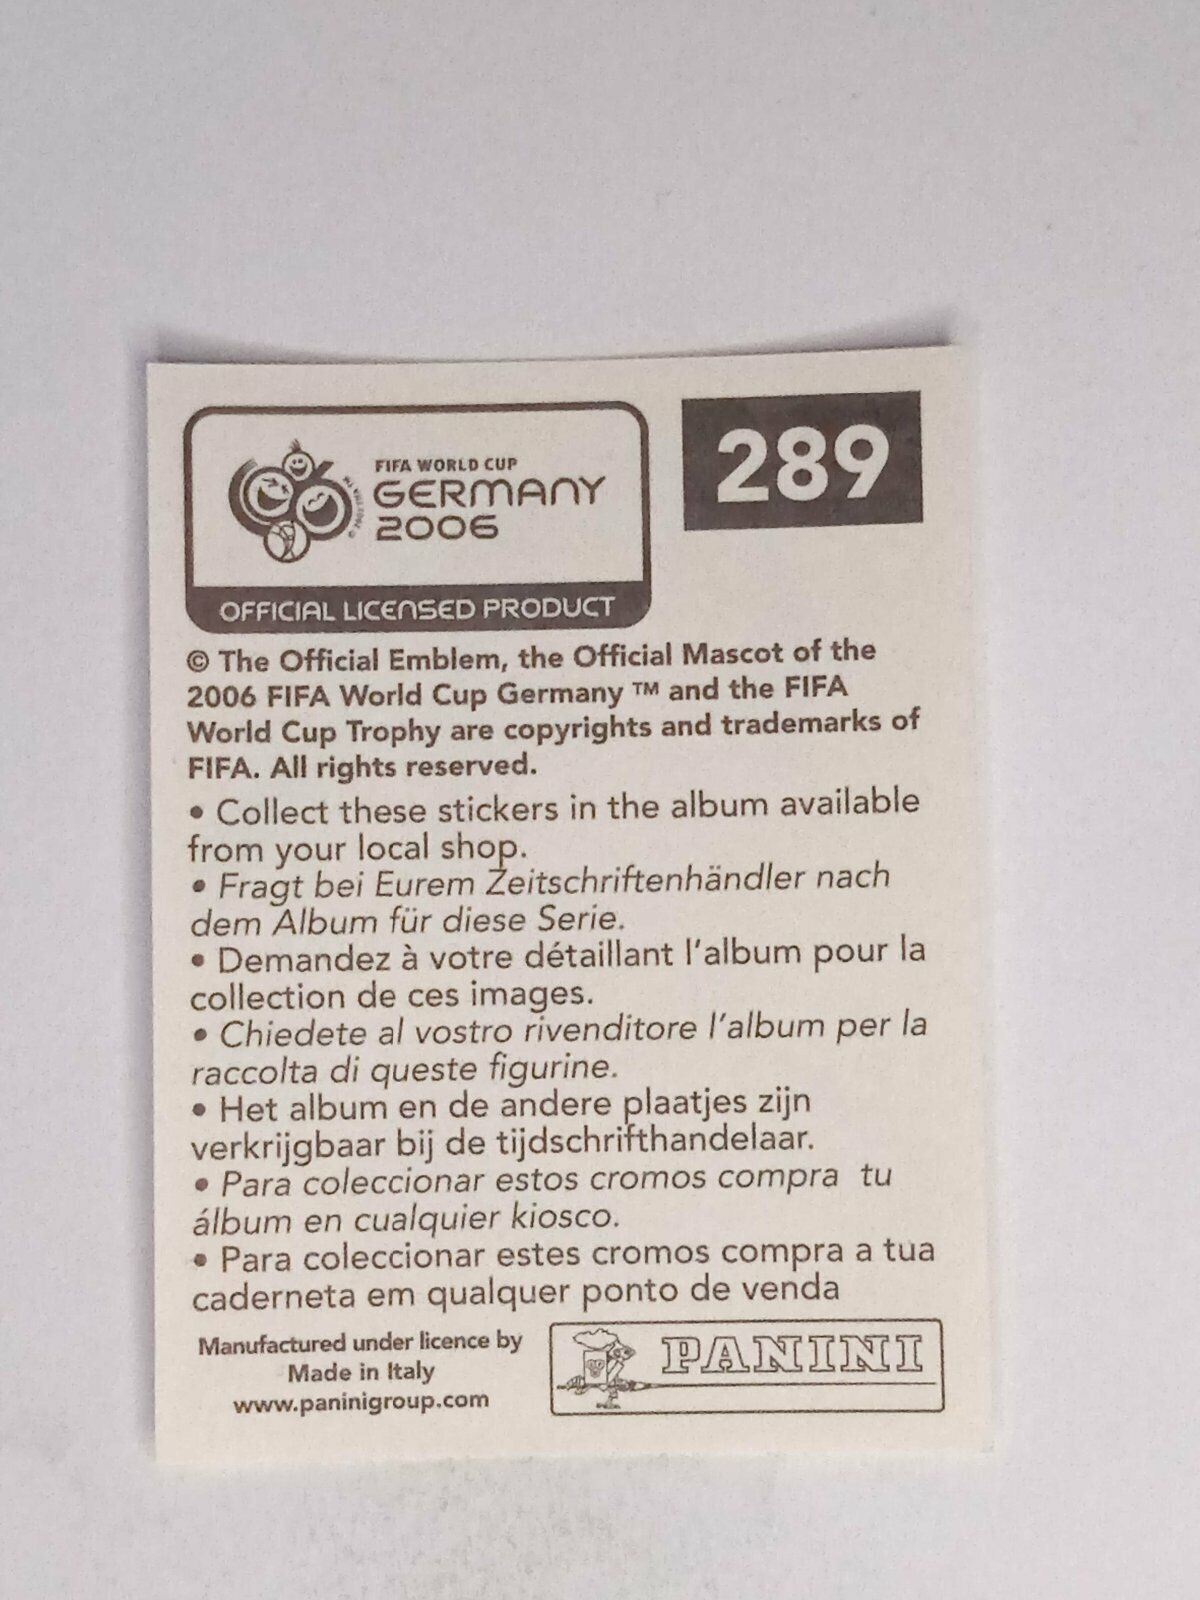 FIFA WORLD CUP
GERMANY
2006
OFFICIAL LICENSED PRODUCT
289
© The Official Emblem, the Official Mascot of the
2006 FIFA World Cup Germany ™ and the FIFA
World Cup Trophy are copyrights and trademarks of
FIFA. All rights reserved.
• Collect these stickers in the album available
from your local shop.
• Fragt bei Eurem Zeitschriftenhändler nach
dem Album für diese Serie.
• Demandez à votre détaillant l'album pour la
collection de ces images.
• Chiedete al vostro rivenditore l'album per la
raccolta di queste figurine.
• Het album en de andere plaatjes zijn
verkrijgbaar bij de tijdschrifthandelaar.
• Para coleccionar estos cromos compra tu
álbum en cualquier kiosco.
• Para coleccionar estes cromos compra a tua
caderneta em qualquer ponto de venda
Manufactured under licence by
Made in Italy
www.paninigroup.com
PANINI